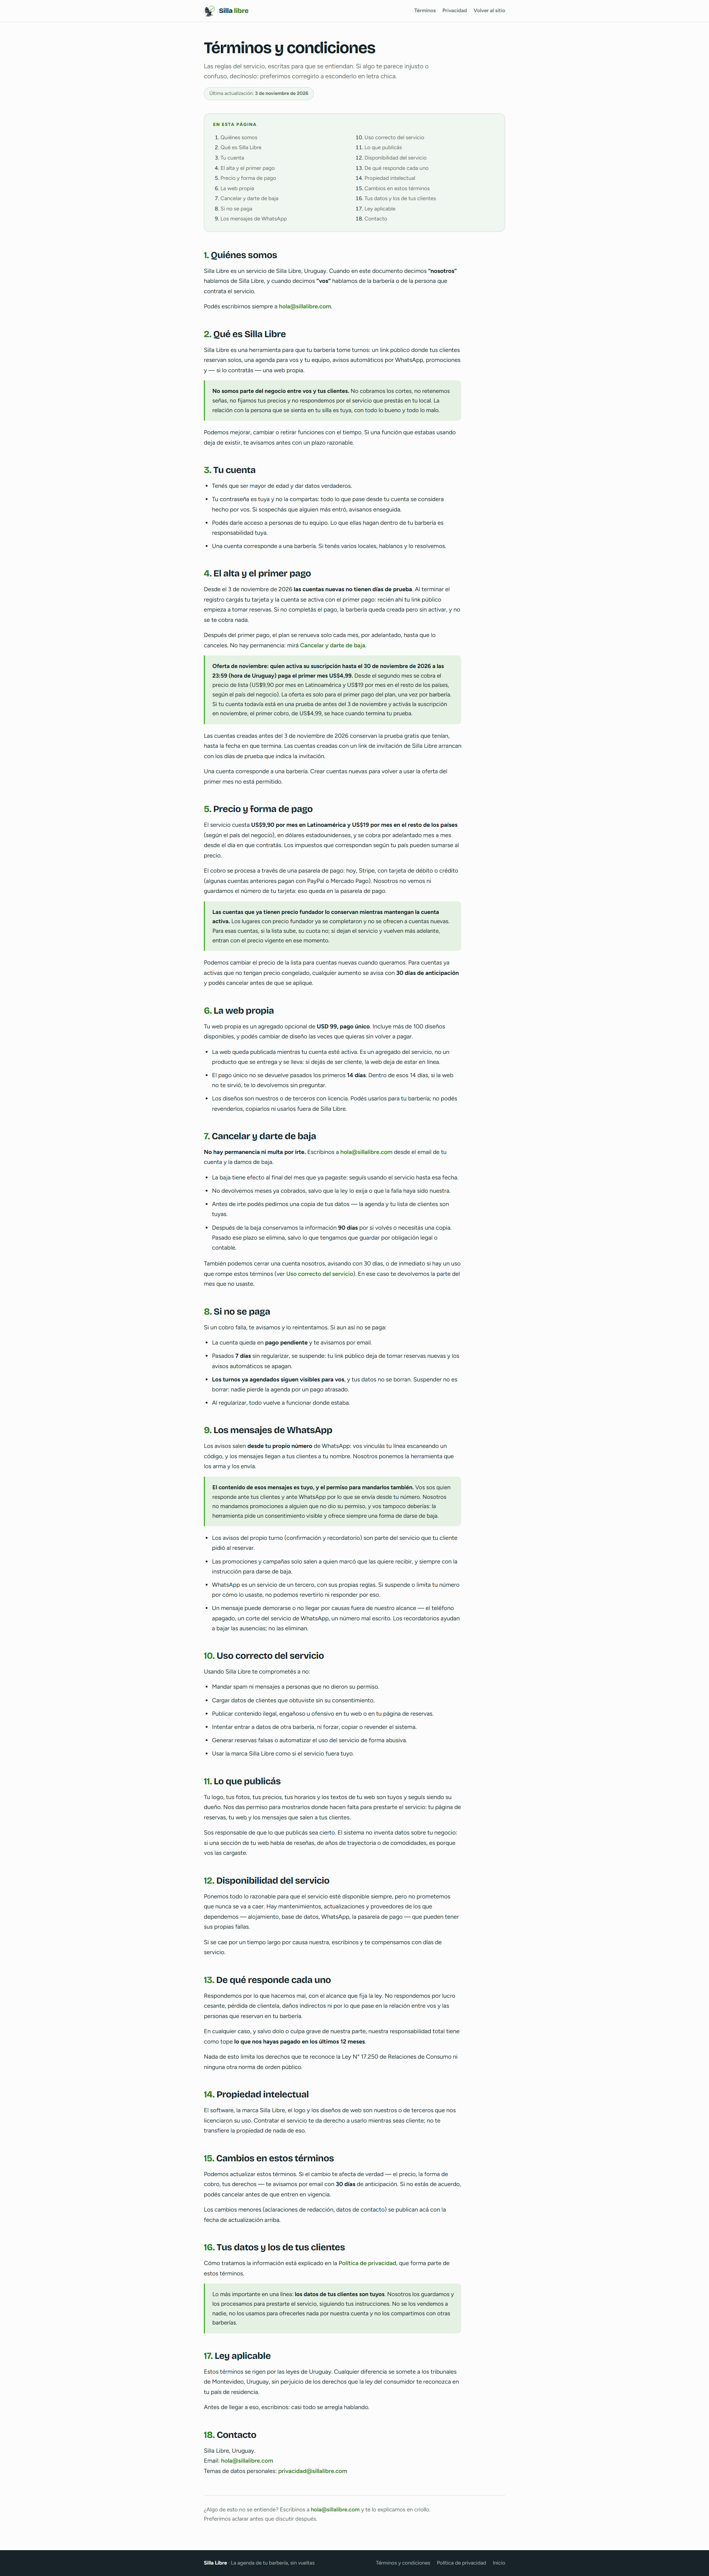 Silla libre
Términos Privacidad Volver al sitio
Términos y condiciones
Las reglas del servicio, escritas para que se entiendan. Si algo te parece injusto o
confuso, decínoslo: preferimos corregirlo a esconderlo en letra chica.
Última actualización: 3 de noviembre de 2026
EN ESTA PÁGINA
1. Quiénes somos
2. Qué es Silla Libre
3. Tu cuenta
4. El alta y el primer pago
5. Precio y forma de pago
6. La web propia
7. Cancelar y darte de baja
8. Si no se paga
9. Los mensajes de WhatsApp
10. Uso correcto del servicio
11. Lo que publicás
12. Disponibilidad del servicio
13. De qué responde cada uno
14. Propiedad intelectual
15. Cambios en estos términos
16. Tus datos y los de tus clientes
17. Ley aplicable
18. Contacto
1. Quiénes somos
Silla Libre es un servicio de Silla Libre, Uruguay. Cuando en este documento decimos "nosotros"
hablamos de Silla Libre, y cuando decimos "vos" hablamos de la barbería o de la persona que
contrata el servicio.
Podés escribirnos siempre a hola@sillalibre.com.
2. Qué es Silla Libre
Silla Libre es una herramienta para que tu barbería tome turnos: un link público donde tus clientes
reservan solos, una agenda para vos y tu equipo, avisos automáticos por WhatsApp, promociones
y — si lo contratás — una web propia.
No somos parte del negocio entre vos y tus clientes. No cobramos los cortes, no retenemos
señas, no fijamos tus precios y no respondemos por el servicio que prestás en tu local. La
relación con la persona que se sienta en tu silla es tuya, con todo lo bueno y todo lo malo.
Podemos mejorar, cambiar o retirar funciones con el tiempo. Si una función que estabas usando
deja de existir, te avisamos antes con un plazo razonable.
3. Tu cuenta
• Tenés que ser mayor de edad y dar datos verdaderos.
• Tu contraseña es tuya y no la compartas: todo lo que pase desde tu cuenta se considera
hecho por vos. Si sospechás que alguien más entró, avisanos enseguida.
• Podés darle acceso a personas de tu equipo. Lo que ellas hagan dentro de tu barbería es
responsabilidad tuya.
• Una cuenta corresponde a una barbería. Si tenés varios locales, hablanos y lo resolvemos.
4. El alta y el primer pago
Desde el 3 de noviembre de 2026 las cuentas nuevas no tienen días de prueba. Al terminar el
registro cargás tu tarjeta y la cuenta se activa con el primer pago: recién ahí tu link público
empieza a tomar reservas. Si no completás el pago, la barbería queda creada pero sin activar, y no
se te cobra nada.
Después del primer pago, el plan se renueva solo cada mes, por adelantado, hasta que lo
canceles. No hay permanencia: mirá Cancelar y darte de baja.
Oferta de noviembre: quien activa su suscripción hasta el 30 de noviembre de 2026 a las
23:59 (hora de Uruguay) paga el primer mes US$4,99. Desde el segundo mes se cobra el
precio de lista (US$9,90 por mes en Latinoamérica y US$19 por mes en el resto de los países,
según el país del negocio). La oferta es solo para el primer pago del plan, una vez por barbería.
Si tu cuenta todavía está en una prueba de antes del 3 de noviembre y activás la suscripción
en noviembre, el primer cobro, de US$4,99, se hace cuando termina tu prueba.
Las cuentas creadas antes del 3 de noviembre de 2026 conservan la prueba gratis que tenían,
hasta la fecha en que termina. Las cuentas creadas con un link de invitación de Silla Libre arrancan
con los días de prueba que indica la invitación.
Una cuenta corresponde a una barbería. Crear cuentas nuevas para volver a usar la oferta del
primer mes no está permitido.
5. Precio y forma de pago
El servicio cuesta US$9,90 por mes en Latinoamérica y US$19 por mes en el resto de los países
(según el país del negocio), en dólares estadounidenses, y se cobra por adelantado mes a mes
desde el día en que contratás. Los impuestos que correspondan según tu país pueden sumarse al
precio.
El cobro se procesa a través de una pasarela de pago: hoy, Stripe, con tarjeta de débito o crédito
(algunas cuentas anteriores pagan con PayPal o Mercado Pago). Nosotros no vemos ni
guardamos el número de tu tarjeta: eso queda en la pasarela de pago.
Las cuentas que ya tienen precio fundador lo conservan mientras mantengan la cuenta
activa. Los lugares con precio fundador ya se completaron y no se ofrecen a cuentas nuevas.
Para esas cuentas, si la lista sube, su cuota no; si dejan el servicio y vuelven más adelante,
entran con el precio vigente en ese momento.
Podemos cambiar el precio de la lista para cuentas nuevas cuando queramos. Para cuentas ya
activas que no tengan precio congelado, cualquier aumento se avisa con 30 días de anticipación
y podés cancelar antes de que se aplique.
6. La web propia
Tu web propia es un agregado opcional de USD 99, pago único. Incluye más de 100 diseños
disponibles, y podés cambiar de diseño las veces que quieras sin volver a pagar.
• La web queda publicada mientras tu cuenta esté activa. Es un agregado del servicio, no un
producto que se entrega y se lleva: si dejás de ser cliente, la web deja de estar en línea.
• El pago único no se devuelve pasados los primeros 14 días. Dentro de esos 14 días, si la web
no te sirvió, te lo devolvemos sin preguntar.
• Los diseños son nuestros o de terceros con licencia. Podés usarlos para tu barbería; no podés
revenderlos, copiarlos ni usarlos fuera de Silla Libre.
7. Cancelar y darte de baja
No hay permanencia ni multa por irte. Escribinos a hola@sillalibre.com desde el email de tu
cuenta y la damos de baja.
• La baja tiene efecto al final del mes que ya pagaste: seguís usando el servicio hasta esa fecha.
• No devolvemos meses ya cobrados, salvo que la ley lo exija o que la falla haya sido nuestra.
• Antes de irte podés pedirnos una copia de tus datos — la agenda y tu lista de clientes son
tuyas.
• Después de la baja conservamos la información 90 días por si volvés o necesitás una copia.
Pasado ese plazo se elimina, salvo lo que tengamos que guardar por obligación legal o
contable.
También podemos cerrar una cuenta nosotros, avisando con 30 días, o de inmediato si hay un uso
que rompe estos términos (ver Uso correcto del servicio). En ese caso te devolvemos la parte del
mes que no usaste.
8. Si no se paga
Si un cobro falla, te avisamos y lo reintentamos. Si aun así no se paga:
• La cuenta queda en pago pendiente y te avisamos por email.
• Pasados 7 días sin regularizar, se suspende: tu link público deja de tomar reservas nuevas y los
avisos automáticos se apagan.
• Los turnos ya agendados siguen visibles para vos, y tus datos no se borran. Suspender no es
borrar: nadie pierde la agenda por un pago atrasado.
• Al regularizar, todo vuelve a funcionar donde estaba.
9. Los mensajes de WhatsApp
Los avisos salen desde tu propio número de WhatsApp: vos vinculás tu línea escaneando un
código, y los mensajes llegan a tus clientes a tu nombre. Nosotros ponemos la herramienta que
los arma y los envía.
El contenido de esos mensajes es tuyo, y el permiso para mandarlos también. Vos sos quien
responde ante tus clientes y ante WhatsApp por lo que se envía desde tu número. Nosotros
no mandamos promociones a alguien que no dio su permiso, y vos tampoco deberías: la
herramienta pide un consentimiento visible y ofrece siempre una forma de darse de baja.
• Los avisos del propio turno (confirmación y recordatorio) son parte del servicio que tu cliente
pidió al reservar.
• Las promociones y campañas solo salen a quien marcó que las quiere recibir, y siempre con la
instrucción para darse de baja.
• WhatsApp es un servicio de un tercero, con sus propias reglas. Si suspende o limita tu número
por cómo lo usaste, no podemos revertirlo ni responder por eso.
• Un mensaje puede demorarse o no llegar por causas fuera de nuestro alcance — el teléfono
apagado, un corte del servicio de WhatsApp, un número mal escrito. Los recordatorios ayudan
a bajar las ausencias; no las eliminan.
10. Uso correcto del servicio
Usando Silla Libre te comprometés a no:
• Mandar spam ni mensajes a personas que no dieron su permiso.
• Cargar datos de clientes que obtuviste sin su consentimiento.
• Publicar contenido ilegal, engañoso u ofensivo en tu web o en tu página de reservas.
• Intentar entrar a datos de otra barbería, ni forzar, copiar o revender el sistema.
• Generar reservas falsas o automatizar el uso del servicio de forma abusiva.
• Usar la marca Silla Libre como si el servicio fuera tuyo.
11. Lo que publicás
Tu logo, tus fotos, tus precios, tus horarios y los textos de tu web son tuyos y seguís siendo su
dueño. Nos das permiso para mostrarlos donde hacen falta para prestarte el servicio: tu página de
reservas, tu web y los mensajes que salen a tus clientes.
Sos responsable de que lo que publicás sea cierto. El sistema no inventa datos sobre tu negocio:
si una sección de tu web habla de reseñas, de años de trayectoria o de comodidades, es porque
vos las cargaste.
12. Disponibilidad del servicio
Ponemos todo lo razonable para que el servicio esté disponible siempre, pero no prometemos
que nunca se va a caer. Hay mantenimientos, actualizaciones y proveedores de los que
dependemos — alojamiento, base de datos, WhatsApp, la pasarela de pago — que pueden tener
sus propias fallas.
Si se cae por un tiempo largo por causa nuestra, escribinos y te compensamos con días de
servicio.
13. De qué responde cada uno
Respondemos por lo que hacemos mal, con el alcance que fija la ley. No respondemos por lucro
cesante, pérdida de clientela, daños indirectos ni por lo que pase en la relación entre vos y las
personas que reservan en tu barbería.
En cualquier caso, y salvo dolo o culpa grave de nuestra parte, nuestra responsabilidad total tiene
como tope lo que nos hayas pagado en los últimos 12 meses.
Nada de esto limita los derechos que te reconoce la Ley N° 17.250 de Relaciones de Consumo ni
ninguna otra norma de orden público.
14. Propiedad intelectual
El software, la marca Silla Libre, el logo y los diseños de web son nuestros o de terceros que nos
licenciaron su uso. Contratar el servicio te da derecho a usarlo mientras seas cliente; no te
transfiere la propiedad de nada de eso.
15. Cambios en estos términos
Podemos actualizar estos términos. Si el cambio te afecta de verdad — el precio, la forma de
cobro, tus derechos — te avisamos por email con 30 días de anticipación. Si no estás de acuerdo,
podés cancelar antes de que entren en vigencia.
Los cambios menores (aclaraciones de redacción, datos de contacto) se publican acá con la
fecha de actualización arriba.
16. Tus datos y los de tus clientes
Cómo tratamos la información está explicado en la Política de privacidad, que forma parte de
estos términos.
Lo más importante en una línea: los datos de tus clientes son tuyos. Nosotros los guardamos y
los procesamos para prestarte el servicio, siguiendo tus instrucciones. No se los vendemos a
nadie, no los usamos para ofrecerles nada por nuestra cuenta y no los compartimos con otras
barberías.
17. Ley aplicable
Estos términos se rigen por las leyes de Uruguay. Cualquier diferencia se somete a los tribunales
de Montevideo, Uruguay, sin perjuicio de los derechos que la ley del consumidor te reconozca en
tu país de residencia.
Antes de llegar a eso, escribinos: casi todo se arregla hablando.
18. Contacto
Silla Libre, Uruguay.
Email: hola@sillalibre.com
Temas de datos personales: privacidad@sillalibre.com
¿Algo de esto no se entiende? Escribinos a hola@sillalibre.com y te lo explicamos en criollo.
Preferimos aclarar antes que discutir después.
Silla Libre · La agenda de tu barbería, sin vueltas
Términos y condiciones Política de privacidad Inicio